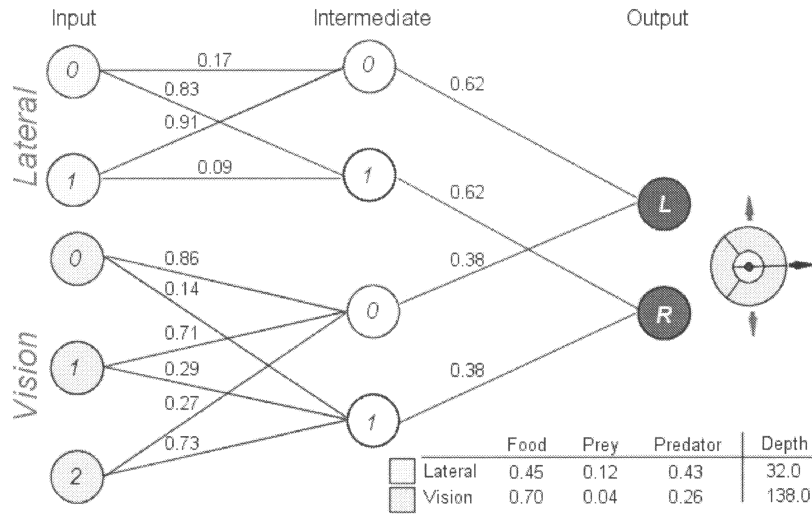 Input Intermediate Output
Lateral
0 0.17 0
0.83
0.62
0.91
1 0.09 1
0.62
L
Vision
0 0.86
0.14
0.38
0
R
0.71
1
0.29
0.38
0.27
1
0.73
2
Food Prey Predator Depth
Lateral 0.45 0.12 0.43 32.0
Vision 0.70 0.04 0.26 138.0